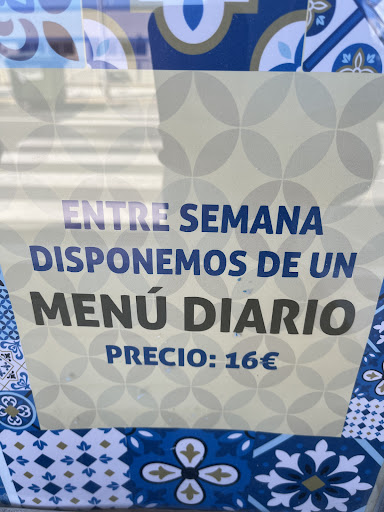 ENTRE SEMANA
DISPONEMOS DE UN
MENÚ DIARIO
PRECIO: 16€